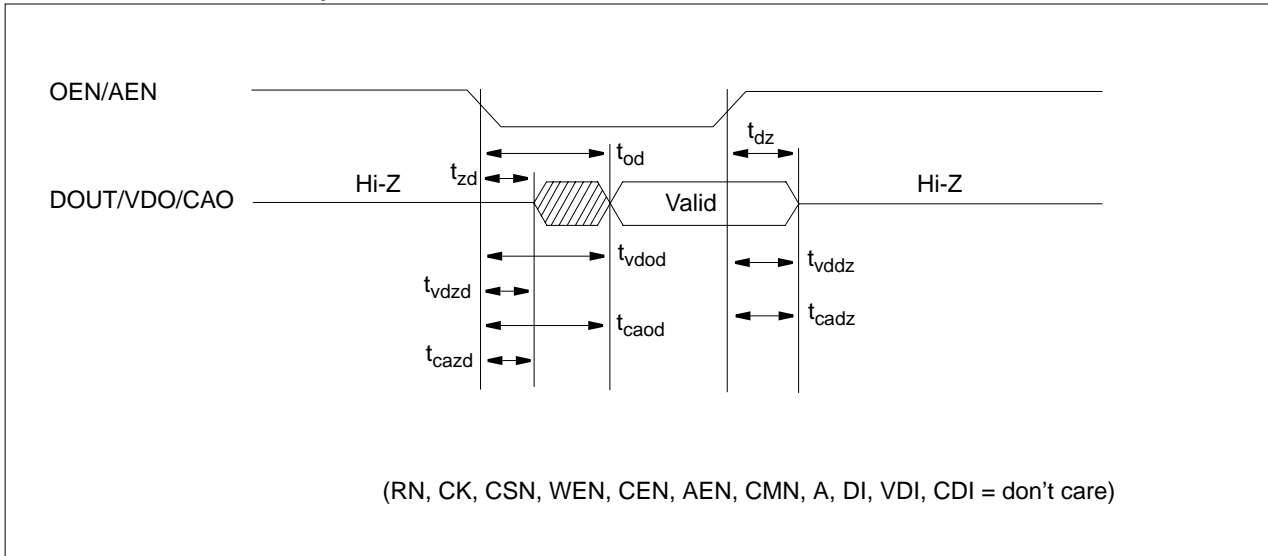 OEN/AEN
t_dz
t_od
t_zd
Hi-Z
Hi-Z
DOUT/VDO/CAO
Valid
t_vdod
t_vddz
t_vdzd
t_caod
t_cadz
t_cazd
(RN, CK, CSN, WEN, CEN, AEN, CMN, A, DI, VDI, CDI = don't care)